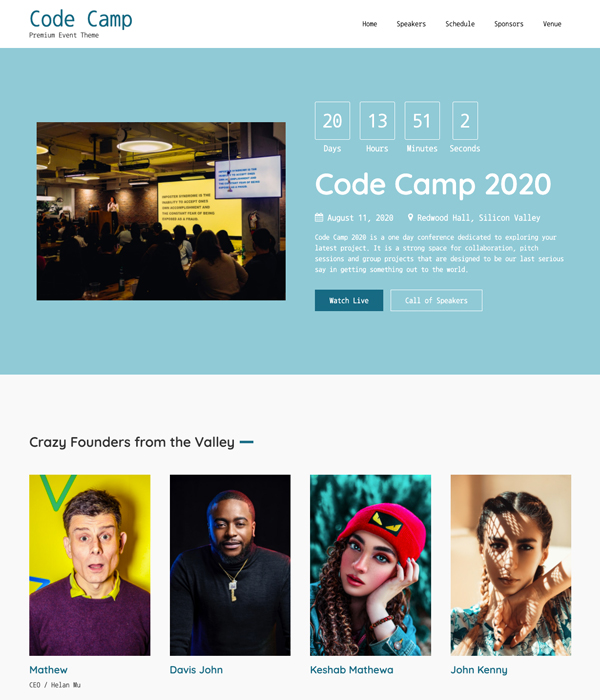 Code Camp
Premium Event Theme
Home Speakers Schedule Sponsors Venue
20 13 51 2
Days Hours Minutes Seconds
Code Camp 2020
August 11, 2020 Redwood Hall, Silicon Valley
Code Camp 2020 is a one day conference dedicated to exploring your
latest project. It is a strong space for collaboration, pitch
sessions and group projects that are designed to be our last serious
say in getting something out to the world.
Watch Live Call of Speakers
IMPOSTER SYNDROME IS THE
INABILITY TO ACCEPT ONES
OWN ACCOMPLISHMENT AND
THE CONSTANT FEAR OF BEING
EXPOSED AS A FRAUD.
Crazy Founders from the Valley
Mathew Davis John Keshab Mathewa John Kenny
CEO / Helan Wu